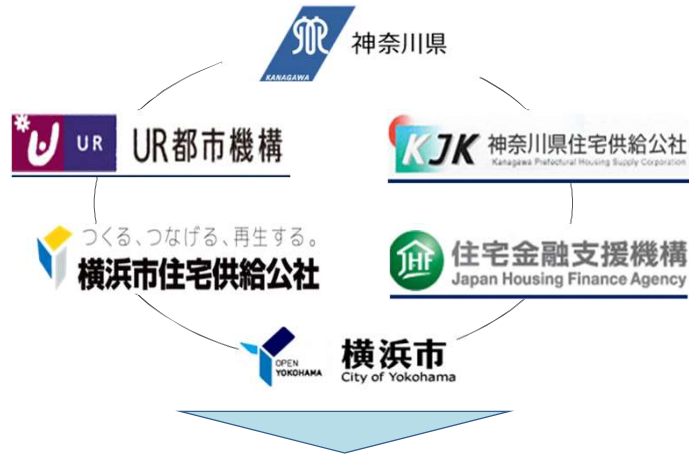 KANAGAWA
神奈川県
UR
UR都市機構
KJK
神奈川県住宅供給公社
Kanagawa Prefectural Housing Supply Corporation
つくる、つなげる、再生する。
横浜市住宅供給公社
JHF
住宅金融支援機構
Japan Housing Finance Agency
OPEN
YOKOHAMA
横浜市
City of Yokohama